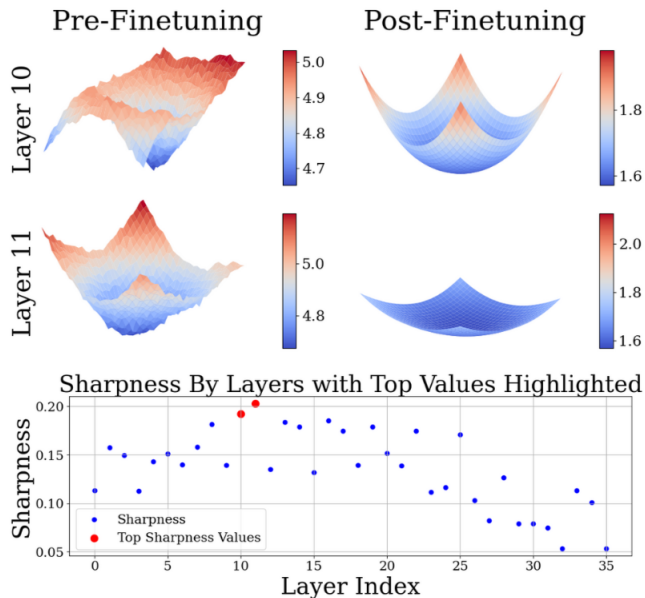 Pre-Finetuning Post-Finetuning
Layer 10
5.0
4.9
4.8
4.7
1.8
1.6
Layer 11
5.0
4.8
2.0
1.8
1.6
Sharpness By Layers with Top Values Highlighted
Sharpness
0.20
0.15
0.10
0.05
Sharpness
Top Sharpness Values
0 5 10 15 20 25 30 35
Layer Index